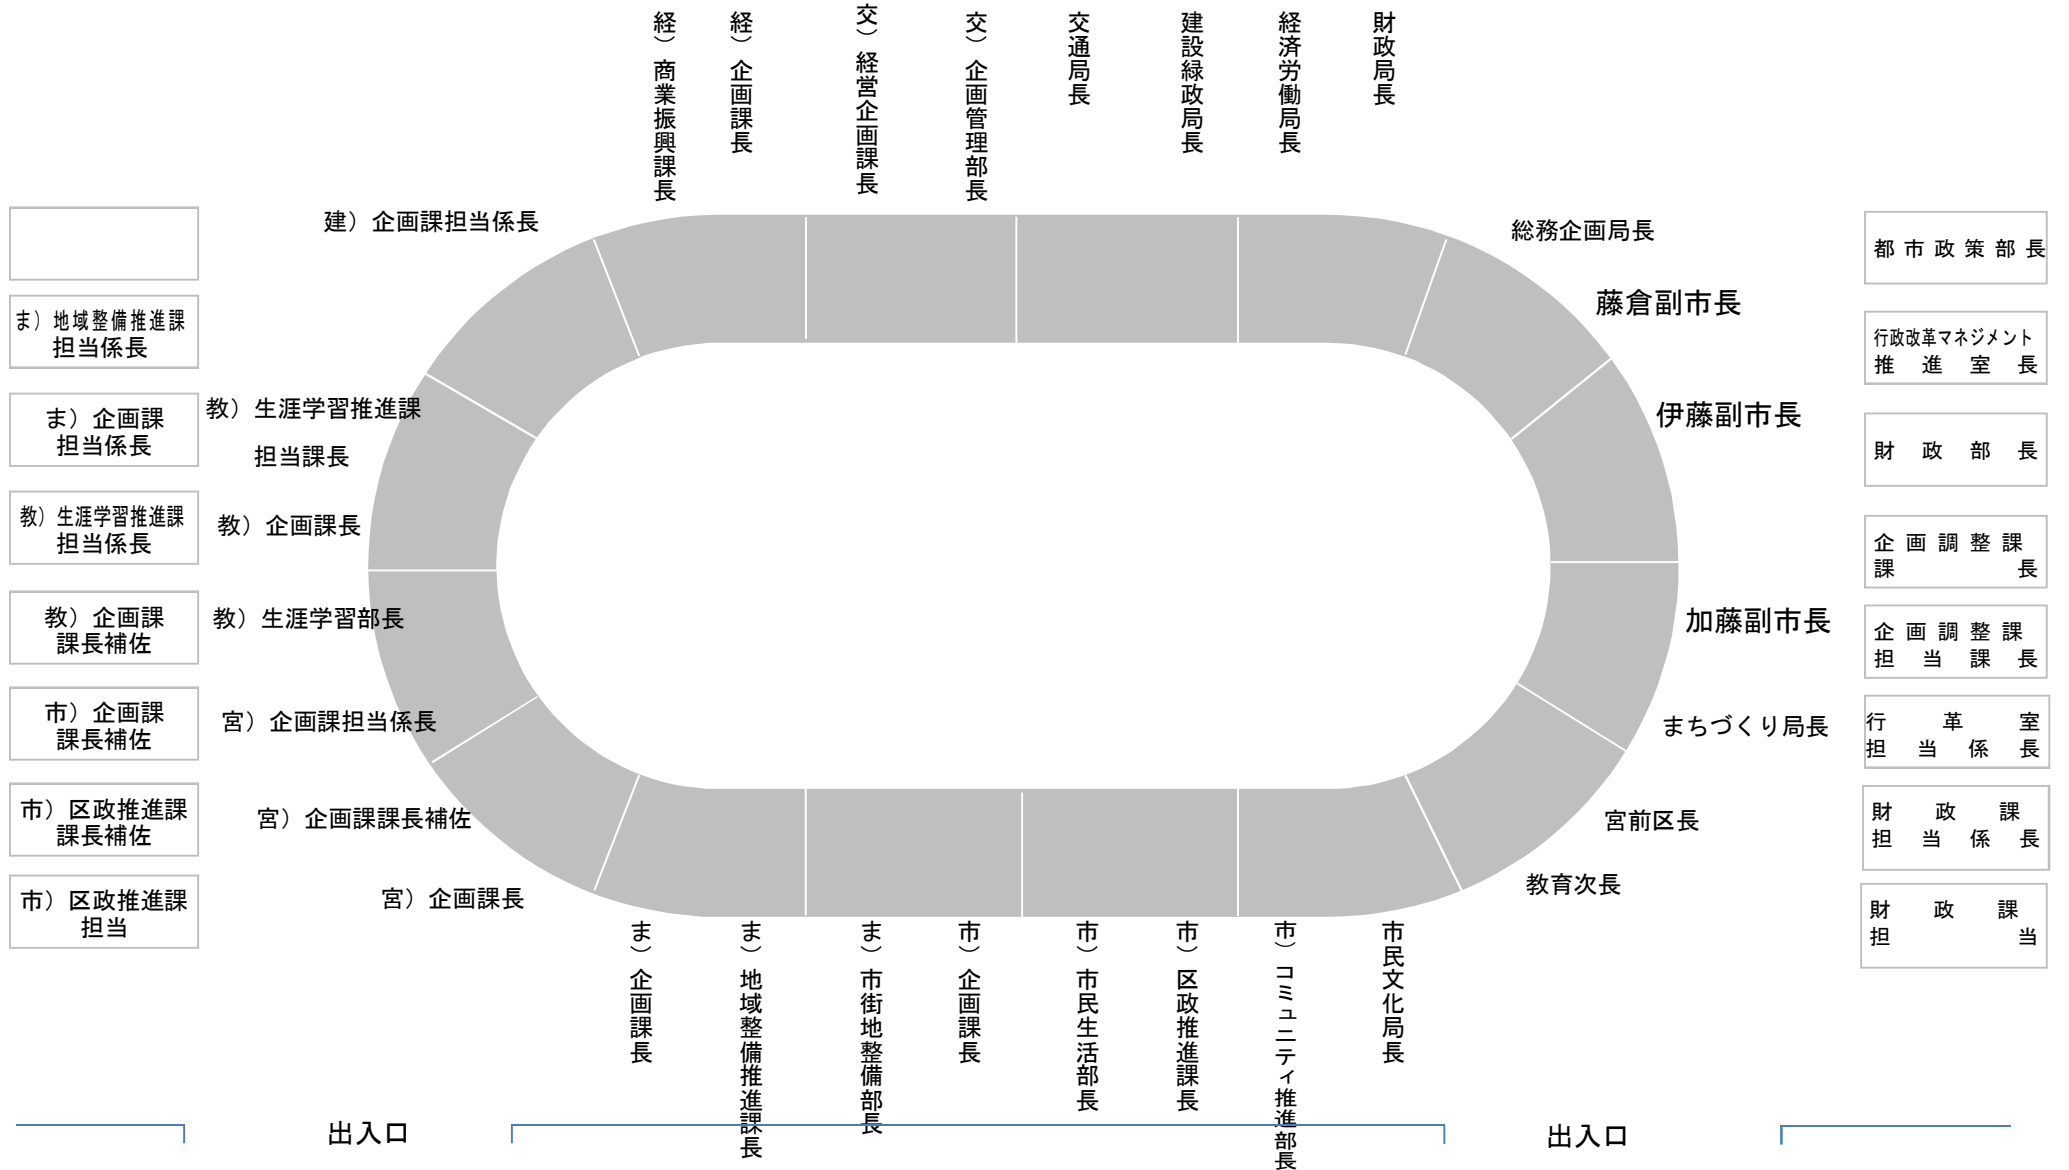 経）商業振興課長
経）企画課長
交）経営企画課長
交）企画管理部長
交通局長
建設緑政局長
経済労働局長
財政局長
建）企画課担当係長
総務企画局長
藤倉副市長
伊藤副市長
加藤副市長
まちづくり局長
宮前区長
教育次長
教）生涯学習推進課
担当課長
教）企画課長
教）生涯学習部長
宮）企画課担当係長
宮）企画課課長補佐
宮）企画課長
ま）企画課長
ま）地域整備推進課長
ま）市街地整備部長
市）企画課長
市）市民生活部長
市）区政推進課長
市）コミュニティ推進部長
市民文化局長
ま）地域整備推進課
担当係長
ま）企画課
担当係長
教）生涯学習推進課
担当係長
教）企画課
課長補佐
市）企画課
課長補佐
市）区政推進課
課長補佐
市）区政推進課
担当
都市政策部長
行政改革マネジメント
推進室長
財政部長
企画調整課
課長
企画調整課
担当課長
行革室
担当係長
財政課
担当係長
財政課
担当
出入口
出入口